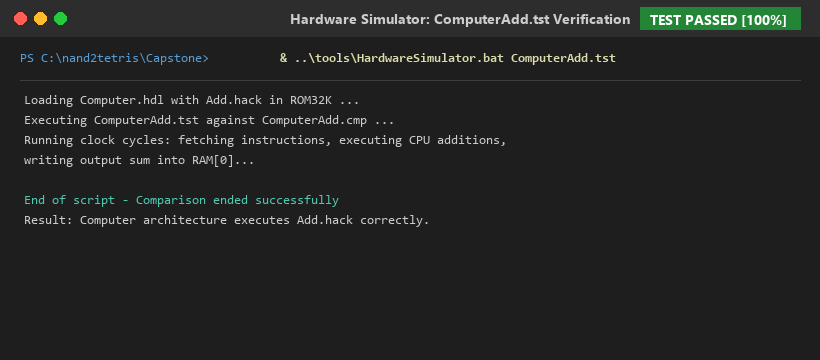 Hardware Simulator: ComputerAdd.tst Verification TEST PASSED [100%]
PS C:\nand2tetris\Capstone> & ..\tools\HardwareSimulator.bat ComputerAdd.tst
Loading Computer.hdl with Add.hack in ROM32K ...
Executing ComputerAdd.tst against ComputerAdd.cmp ...
Running clock cycles: fetching instructions, executing CPU additions,
writing output sum into RAM[0]...
End of script - Comparison ended successfully
Result: Computer architecture executes Add.hack correctly.